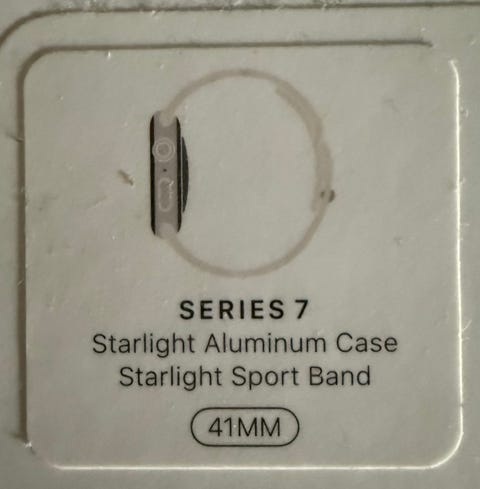 SERIES 7
Starlight Aluminum Case
Starlight Sport Band
41MM